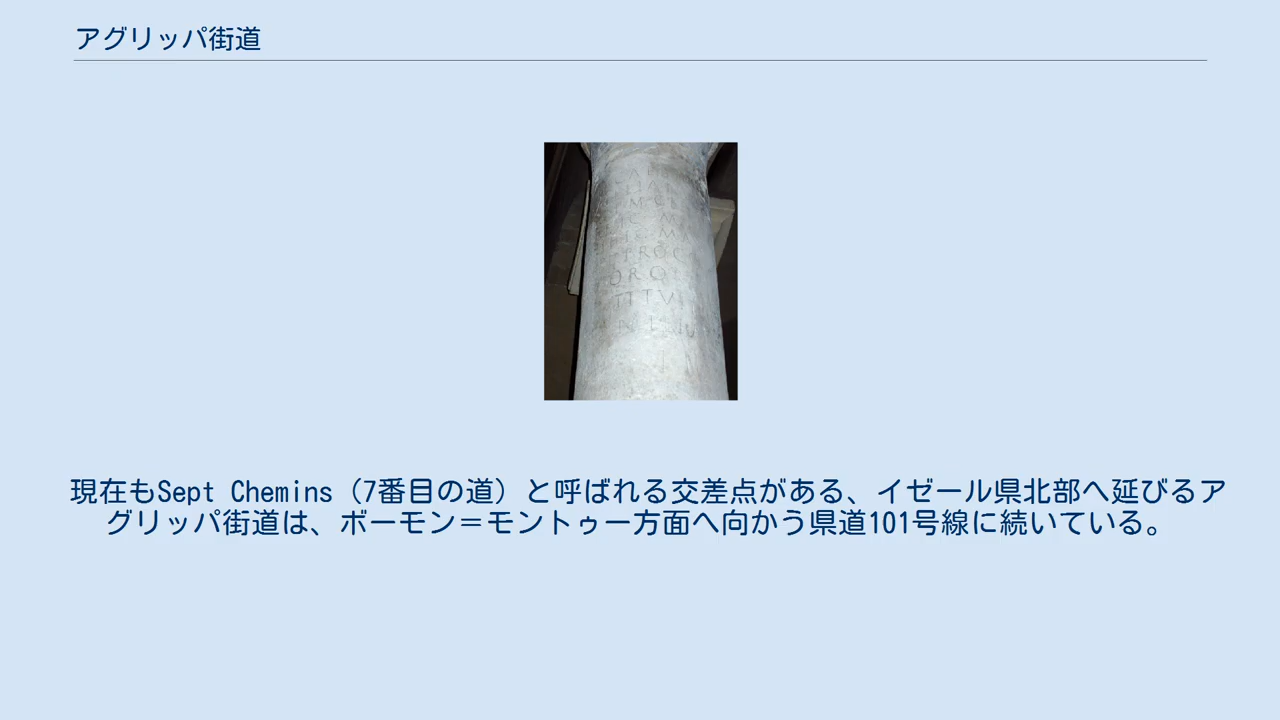 アグリッパ街道
PROC
ORO
TITV
現在もSept Chemins（7番目の道）と呼ばれる交差点がある、イゼール県北部へ延びるア
グリッパ街道は、ボーモン＝モントゥー方面へ向かう県道101号線に続いている。